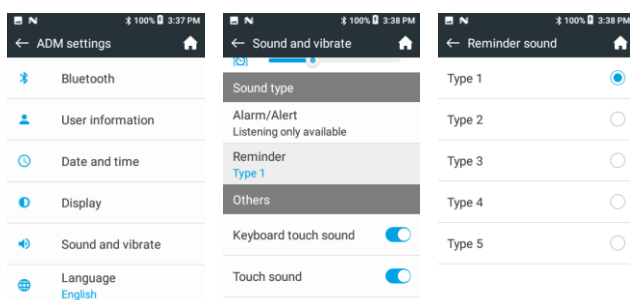 100% 3:37 PM
ADM settings
Bluetooth
User information
Date and time
Display
Sound and vibrate
Language
English
100% 3:38 PM
Sound and vibrate
Sound type
Alarm/Alert
Listening only available
Reminder
Type 1
Others
Keyboard touch sound
Touch sound
100% 3:38 PM
Reminder sound
Type 1
Type 2
Type 3
Type 4
Type 5